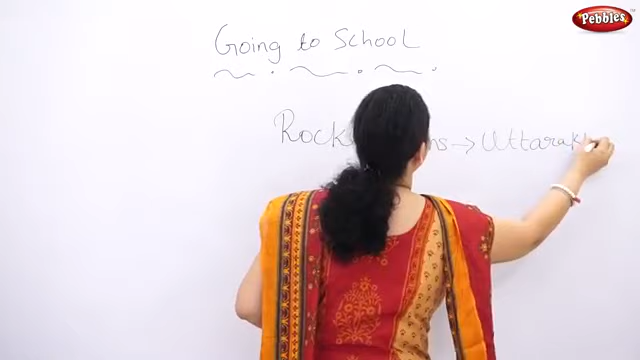 Pebbles
Going to School
Rock ns → Uttarak